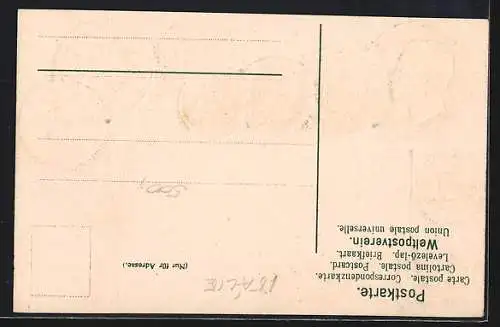 Postkarte.
Carte postale. Correspondenzkarte.
Cartolina postale. Postcard.
Levelező-lap. Briefkaart.
Weltpostverein.
Union postale universelle.
(Nur für Adresse.)